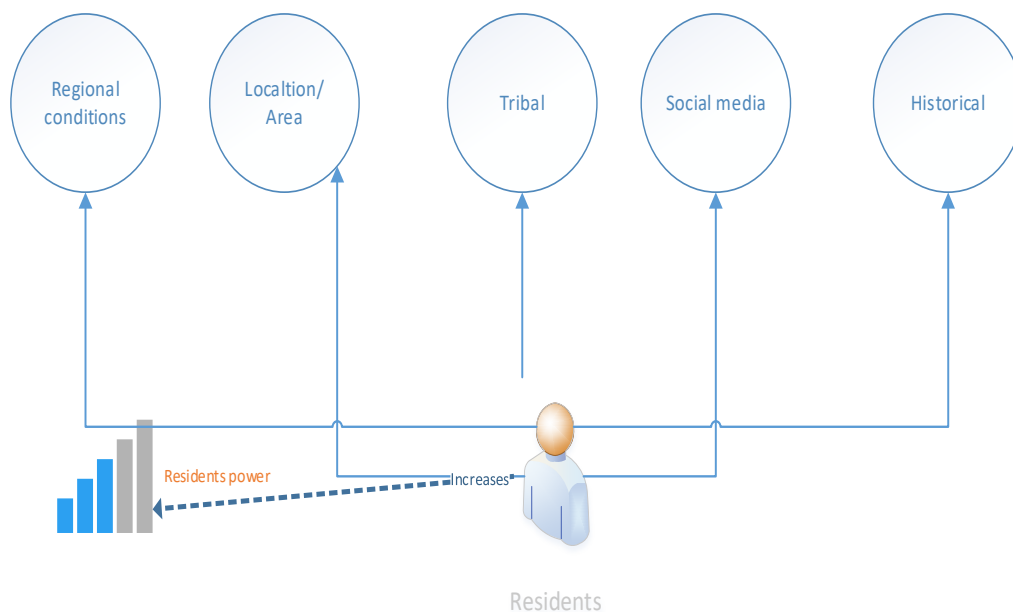 Regional
conditions
Localtion/
Area
Tribal
Social media
Historical
Residents power
Increases
Residents